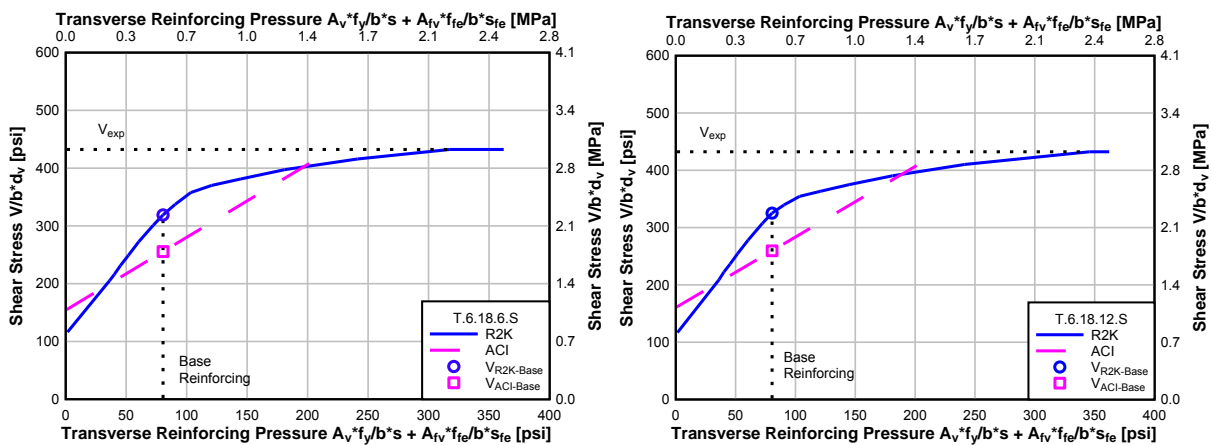 Transverse Reinforcing Pressure Av*fy/b*s + Afv*ffe/b*sfe [MPa]
0.0 0.3 0.7 1.0 1.4 1.7 2.1 2.4 2.8
600
500
400
300
200
100
0
Shear Stress V/b*dv [psi]
4.1
3.4
2.8
2.1
1.4
0.7
0.0
Shear Stress V/b*dv [MPa]
Vexp
Base
Reinforcing
T.6.18.6.S
R2K
ACI
VR2K-Base
VACI-Base
0 50 100 150 200 250 300 350 400
Transverse Reinforcing Pressure Av*fy/b*s + Afv*ffe/b*sfe [psi]
Transverse Reinforcing Pressure Av*fy/b*s + Afv*ffe/b*sfe [MPa]
0.0 0.3 0.7 1.0 1.4 1.7 2.1 2.4 2.8
600
500
400
300
200
100
0
Shear Stress V/b*dv [psi]
4.1
3.4
2.8
2.1
1.4
0.7
0.0
Shear Stress V/b*dv [MPa]
Vexp
Base
Reinforcing
T.6.18.12.S
R2K
ACI
VR2K-Base
VACI-Base
0 50 100 150 200 250 300 350 400
Transverse Reinforcing Pressure Av*fy/b*s + Afv*ffe/b*sfe [psi]